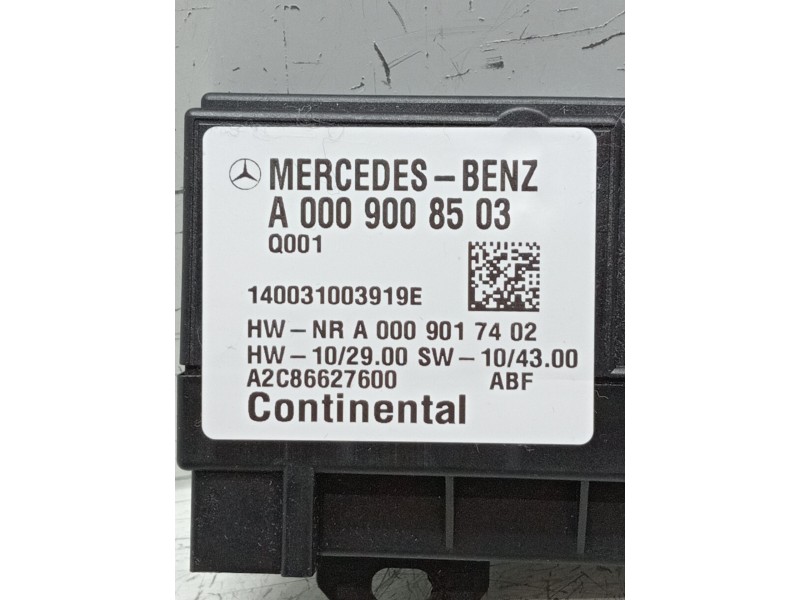 MERCEDES-BENZ
A 000 900 85 03
Q001
140031003919E
HW-NR A 000 901 74 02
HW-10/29.00 SW-10/43.00
A2C86627600 ABF
Continental